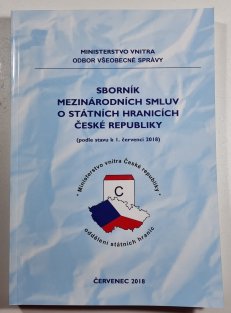 MINISTERSTVO VNITRA
ODBOR VŠEOBECNÉ SPRÁVY
SBORNÍK
MEZINÁRODNÍCH SMLUV
O STÁTNÍCH HRANICÍCH
ČESKÉ REPUBLIKY
(podle stavu k 1. červenci 2018)
• Ministerstvo vnitra České republiky •
C
oddělení státních hranic
ČERVENEC 2018